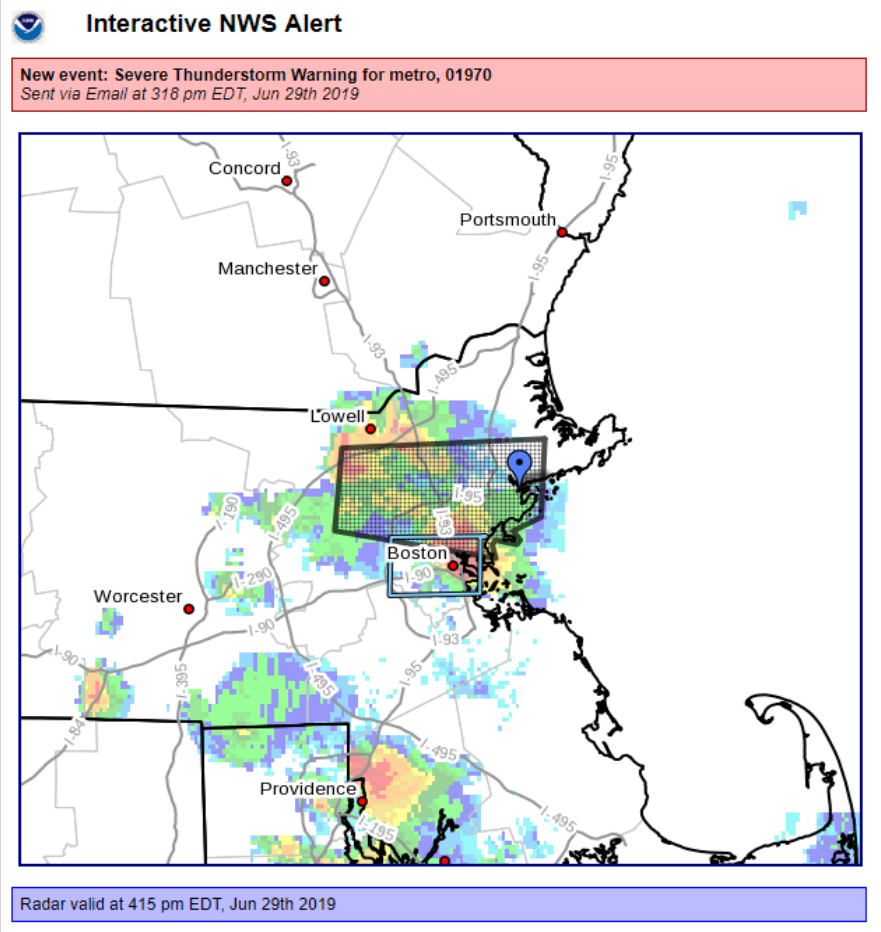 Interactive NWS Alert
New event: Severe Thunderstorm Warning for metro, 01970
Sent via Email at 318 pm EDT, Jun 29th 2019
I-93
Concord
I-95
Portsmouth
Manchester
I-95
I-93
I-495
Lowell
I-95
I-190
I-495
I-93
Boston
I-90
I-290
Worcester
I-90
I-93
I-90
I-395
I-495
I-95
I-84
I-495
Providence
I-195
I-495
Radar valid at 415 pm EDT, Jun 29th 2019